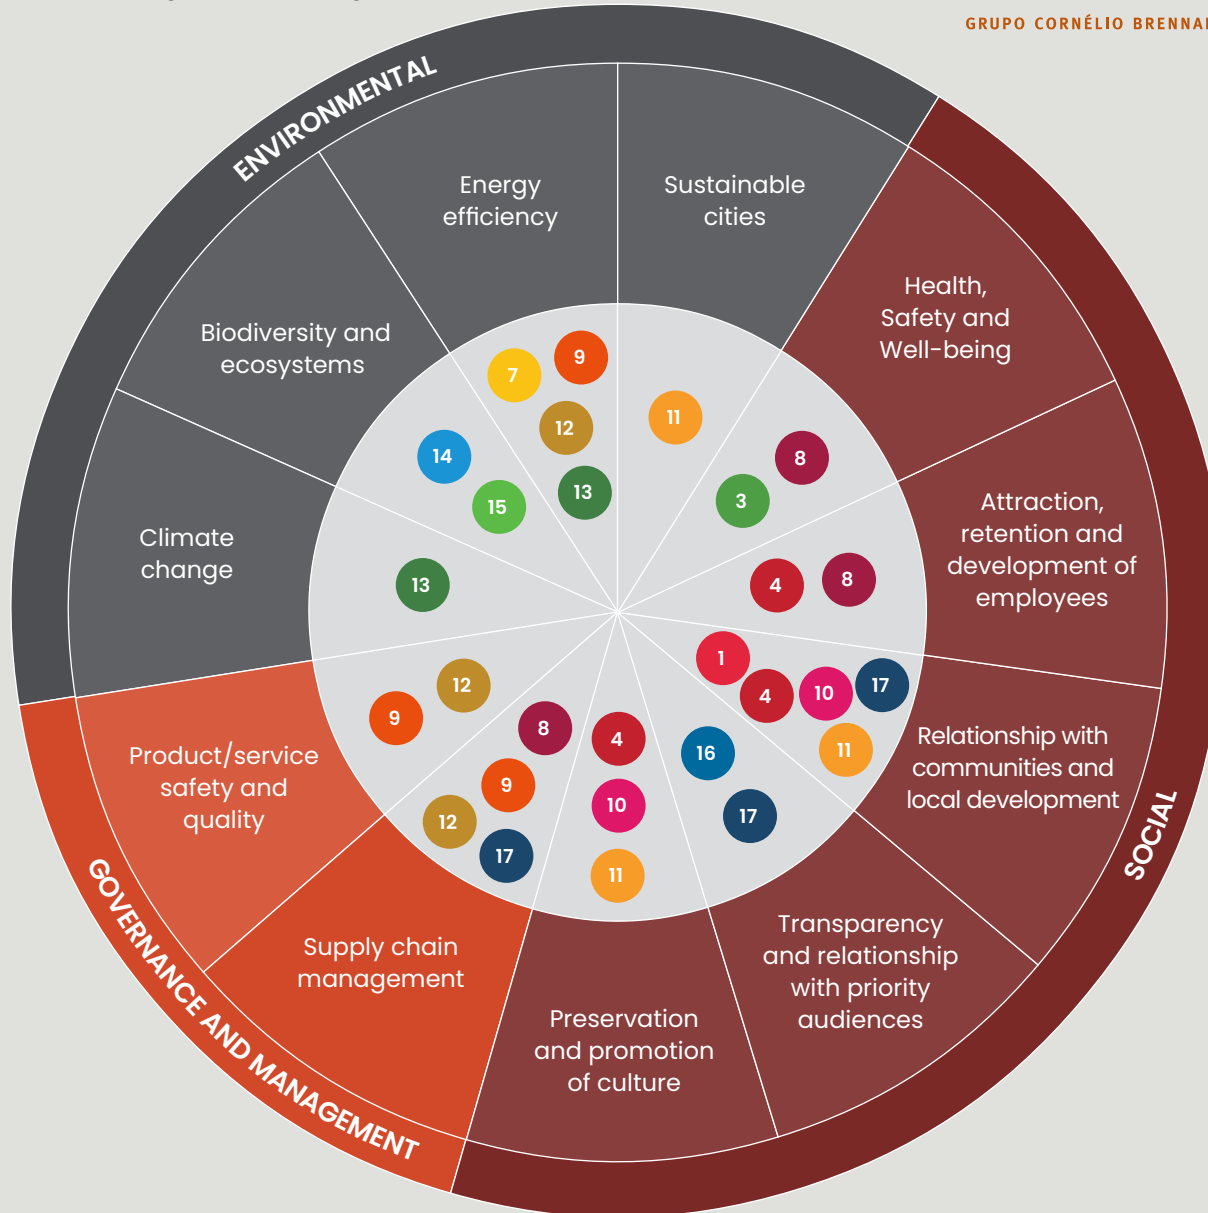 GRUPO CORNÉLIO BRENNAN
ENVIRONMENTAL
Energy
efficiency
Sustainable
cities
Health,
Safety and
Well-being
Biodiversity and
ecosystems
Attraction,
retention and
development of
employees
Climate
change
Relationship with
communities and
local development
Product/service
safety and
quality
SOCIAL
Transparency
and relationship
with priority
audiences
Supply chain
management
Preservation
and promotion
of culture
GOVERNANCE AND MANAGEMENT
7
9
12
13
11
8
3
14
15
13
4
8
1
4
10
17
11
12
9
8
9
12
17
4
10
11
16
17